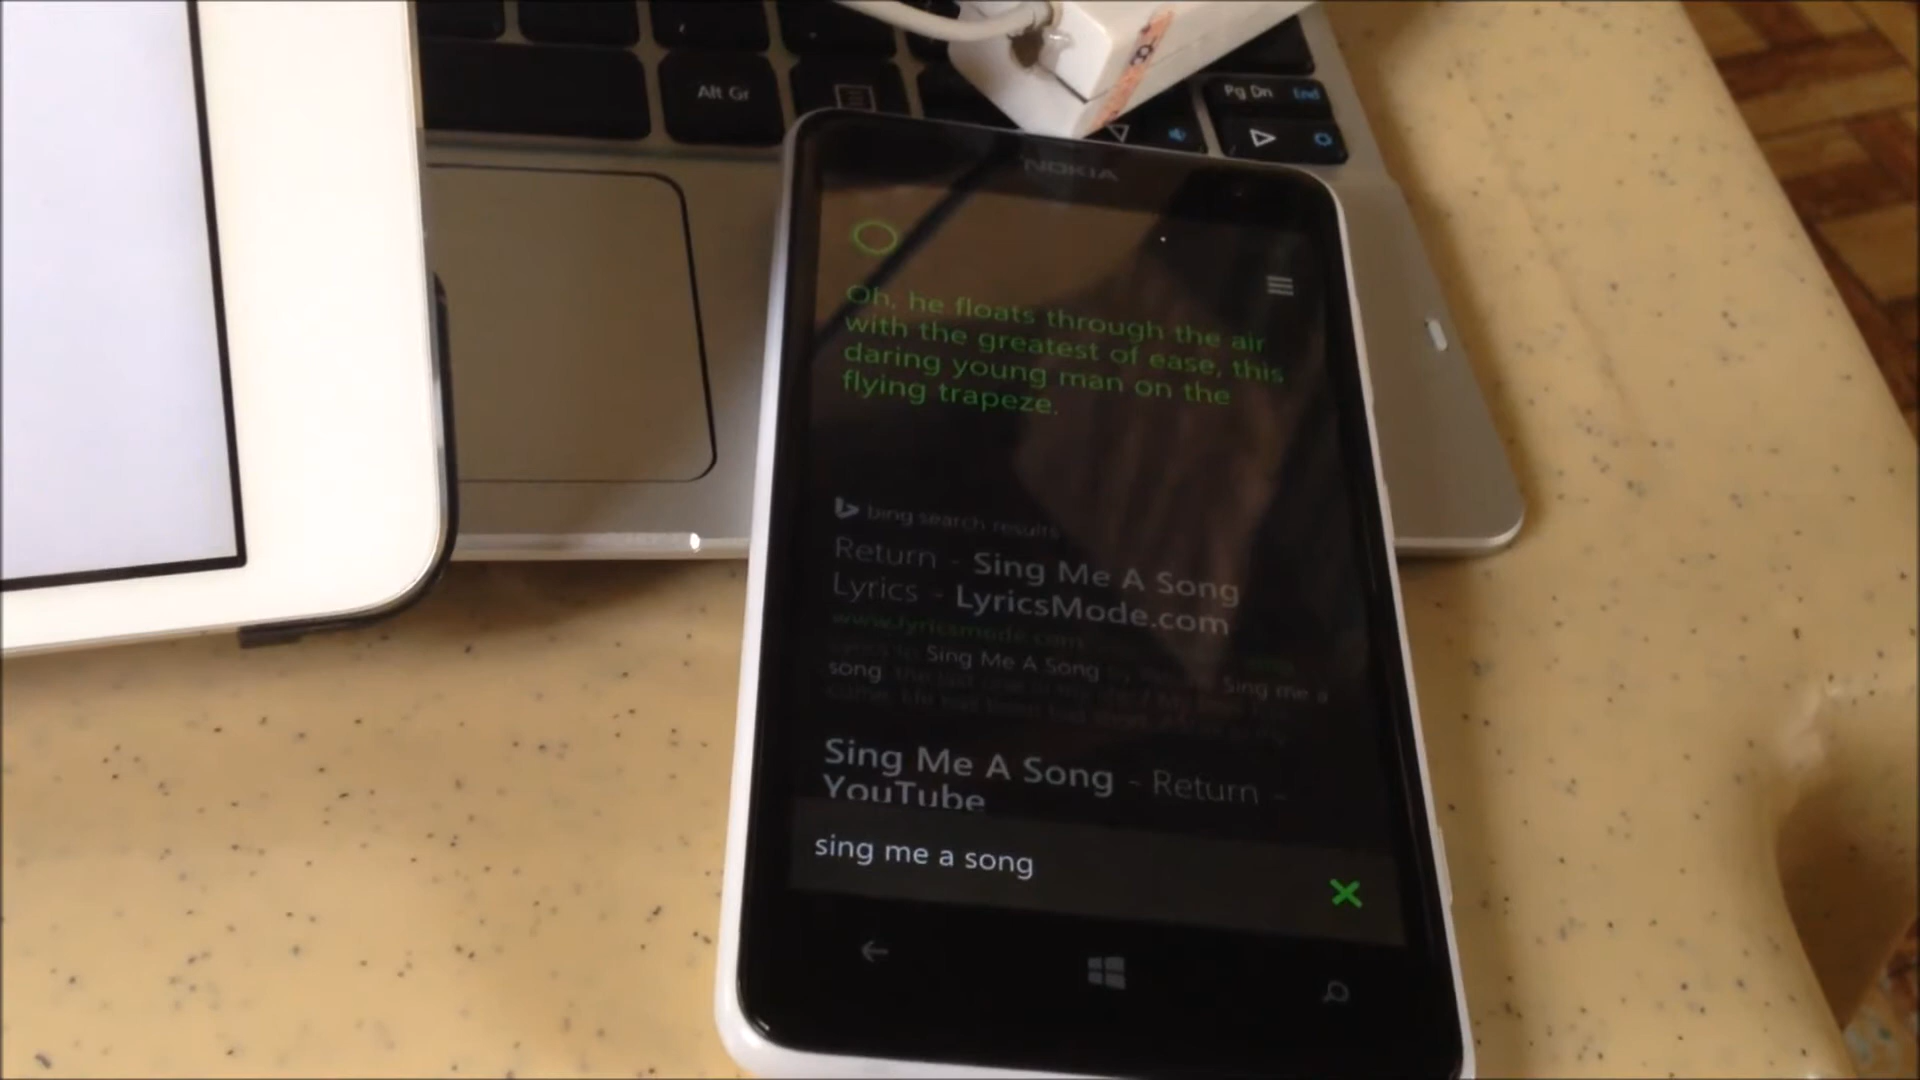 Alt Gr
Pg Dn End
NOKIA
Oh, he floats through the air
with the greatest of ease, this
daring young man on the
flying trapeze.
bing search results
Return - Sing Me A Song
Lyrics - LyricsMode.com
www.lyricsmode.com
Sing Me A Song Sing me a
song
Sing Me A Song - Return -
YouTube
sing me a song